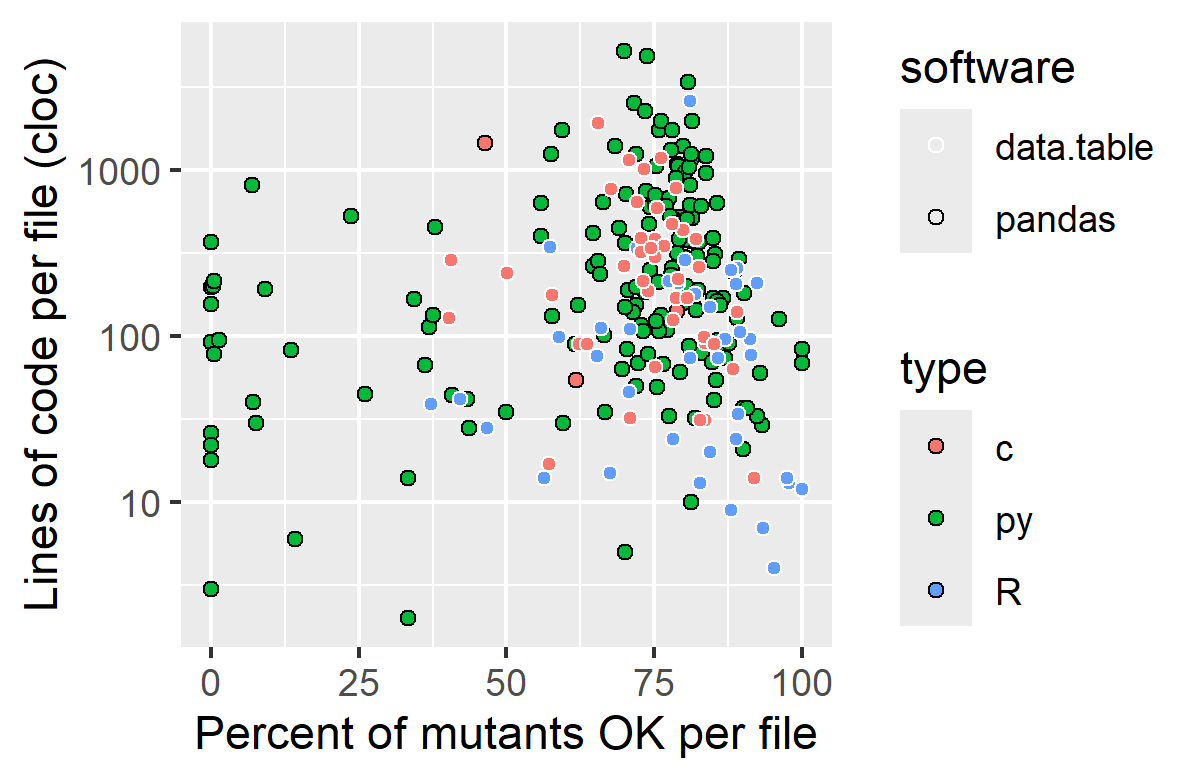 Lines of code per file (cloc)
1000
100
10
0
25
50
75
100
Percent of mutants OK per file
software
data.table
pandas
type
c
py
R